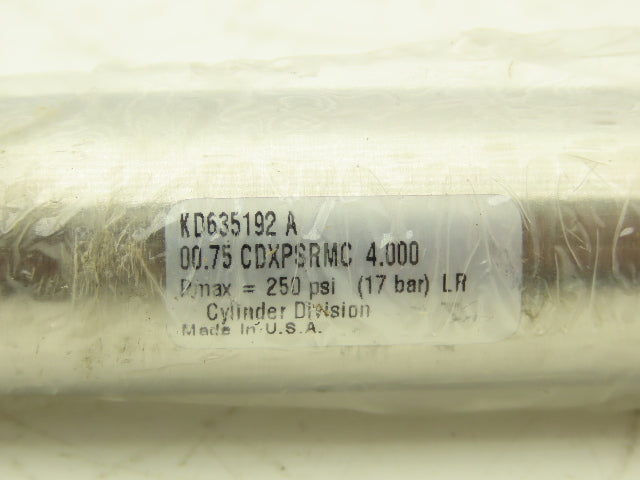 KD635192 A
00.75 CDXPSRMC 4.000
Pmax = 250 psi (17 bar) LR
Cylinder Division
Made In U.S.A.